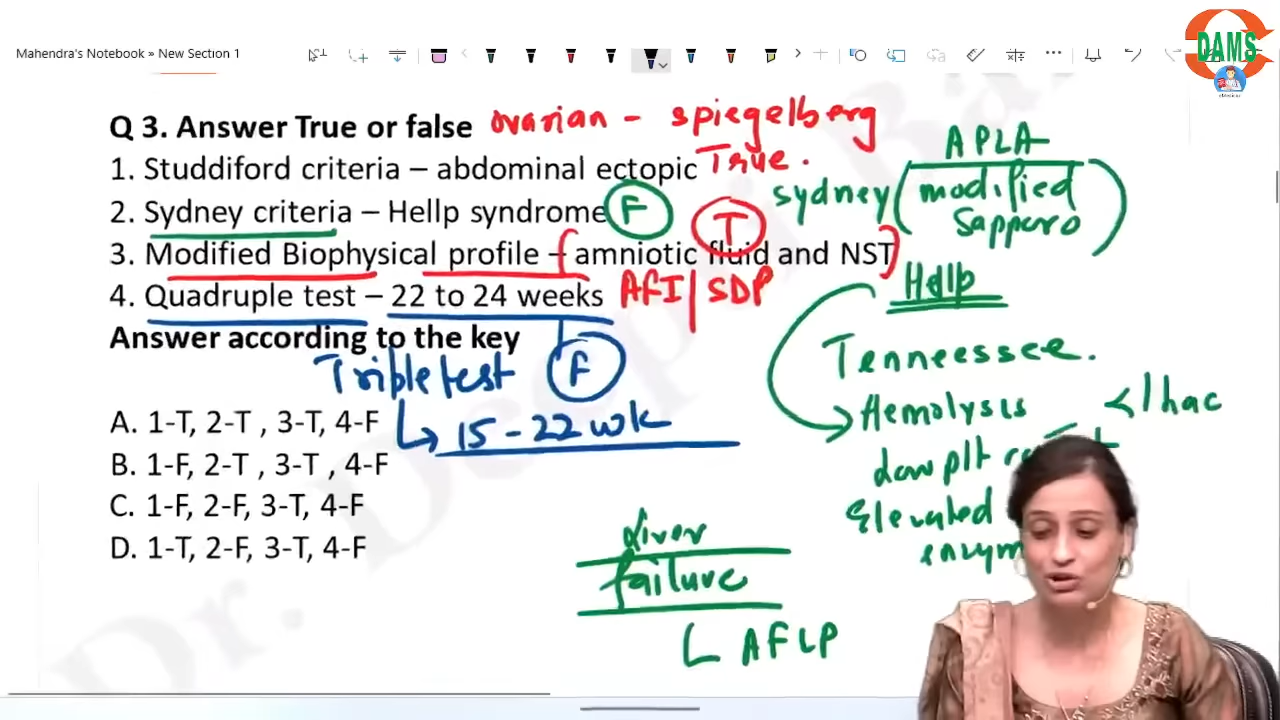 Mahendra's Notebook » New Section 1
DAMS
Q 3. Answer True or false ovarian - spiegelberg
1. Studdiford criteria – abdominal ectopic True.
2. Sydney criteria – Hellp syndrome F
3. Modified Biophysical profile – (amniotic fluid and NST) T
4. Quadruple test – 22 to 24 weeks AFI/SDP
Answer according to the key
Triple test F
15-22 wk
A. 1-T, 2-T , 3-T, 4-F
B. 1-F, 2-T , 3-T , 4-F
C. 1-F, 2-F, 3-T, 4-F
D. 1-T, 2-F, 3-T, 4-F
APLA
sydney (modified
Sapporo)
Hellp
Tenneessee.
Hemolysis <1 hac
low plt
Elevated
liver
failure
AFLP